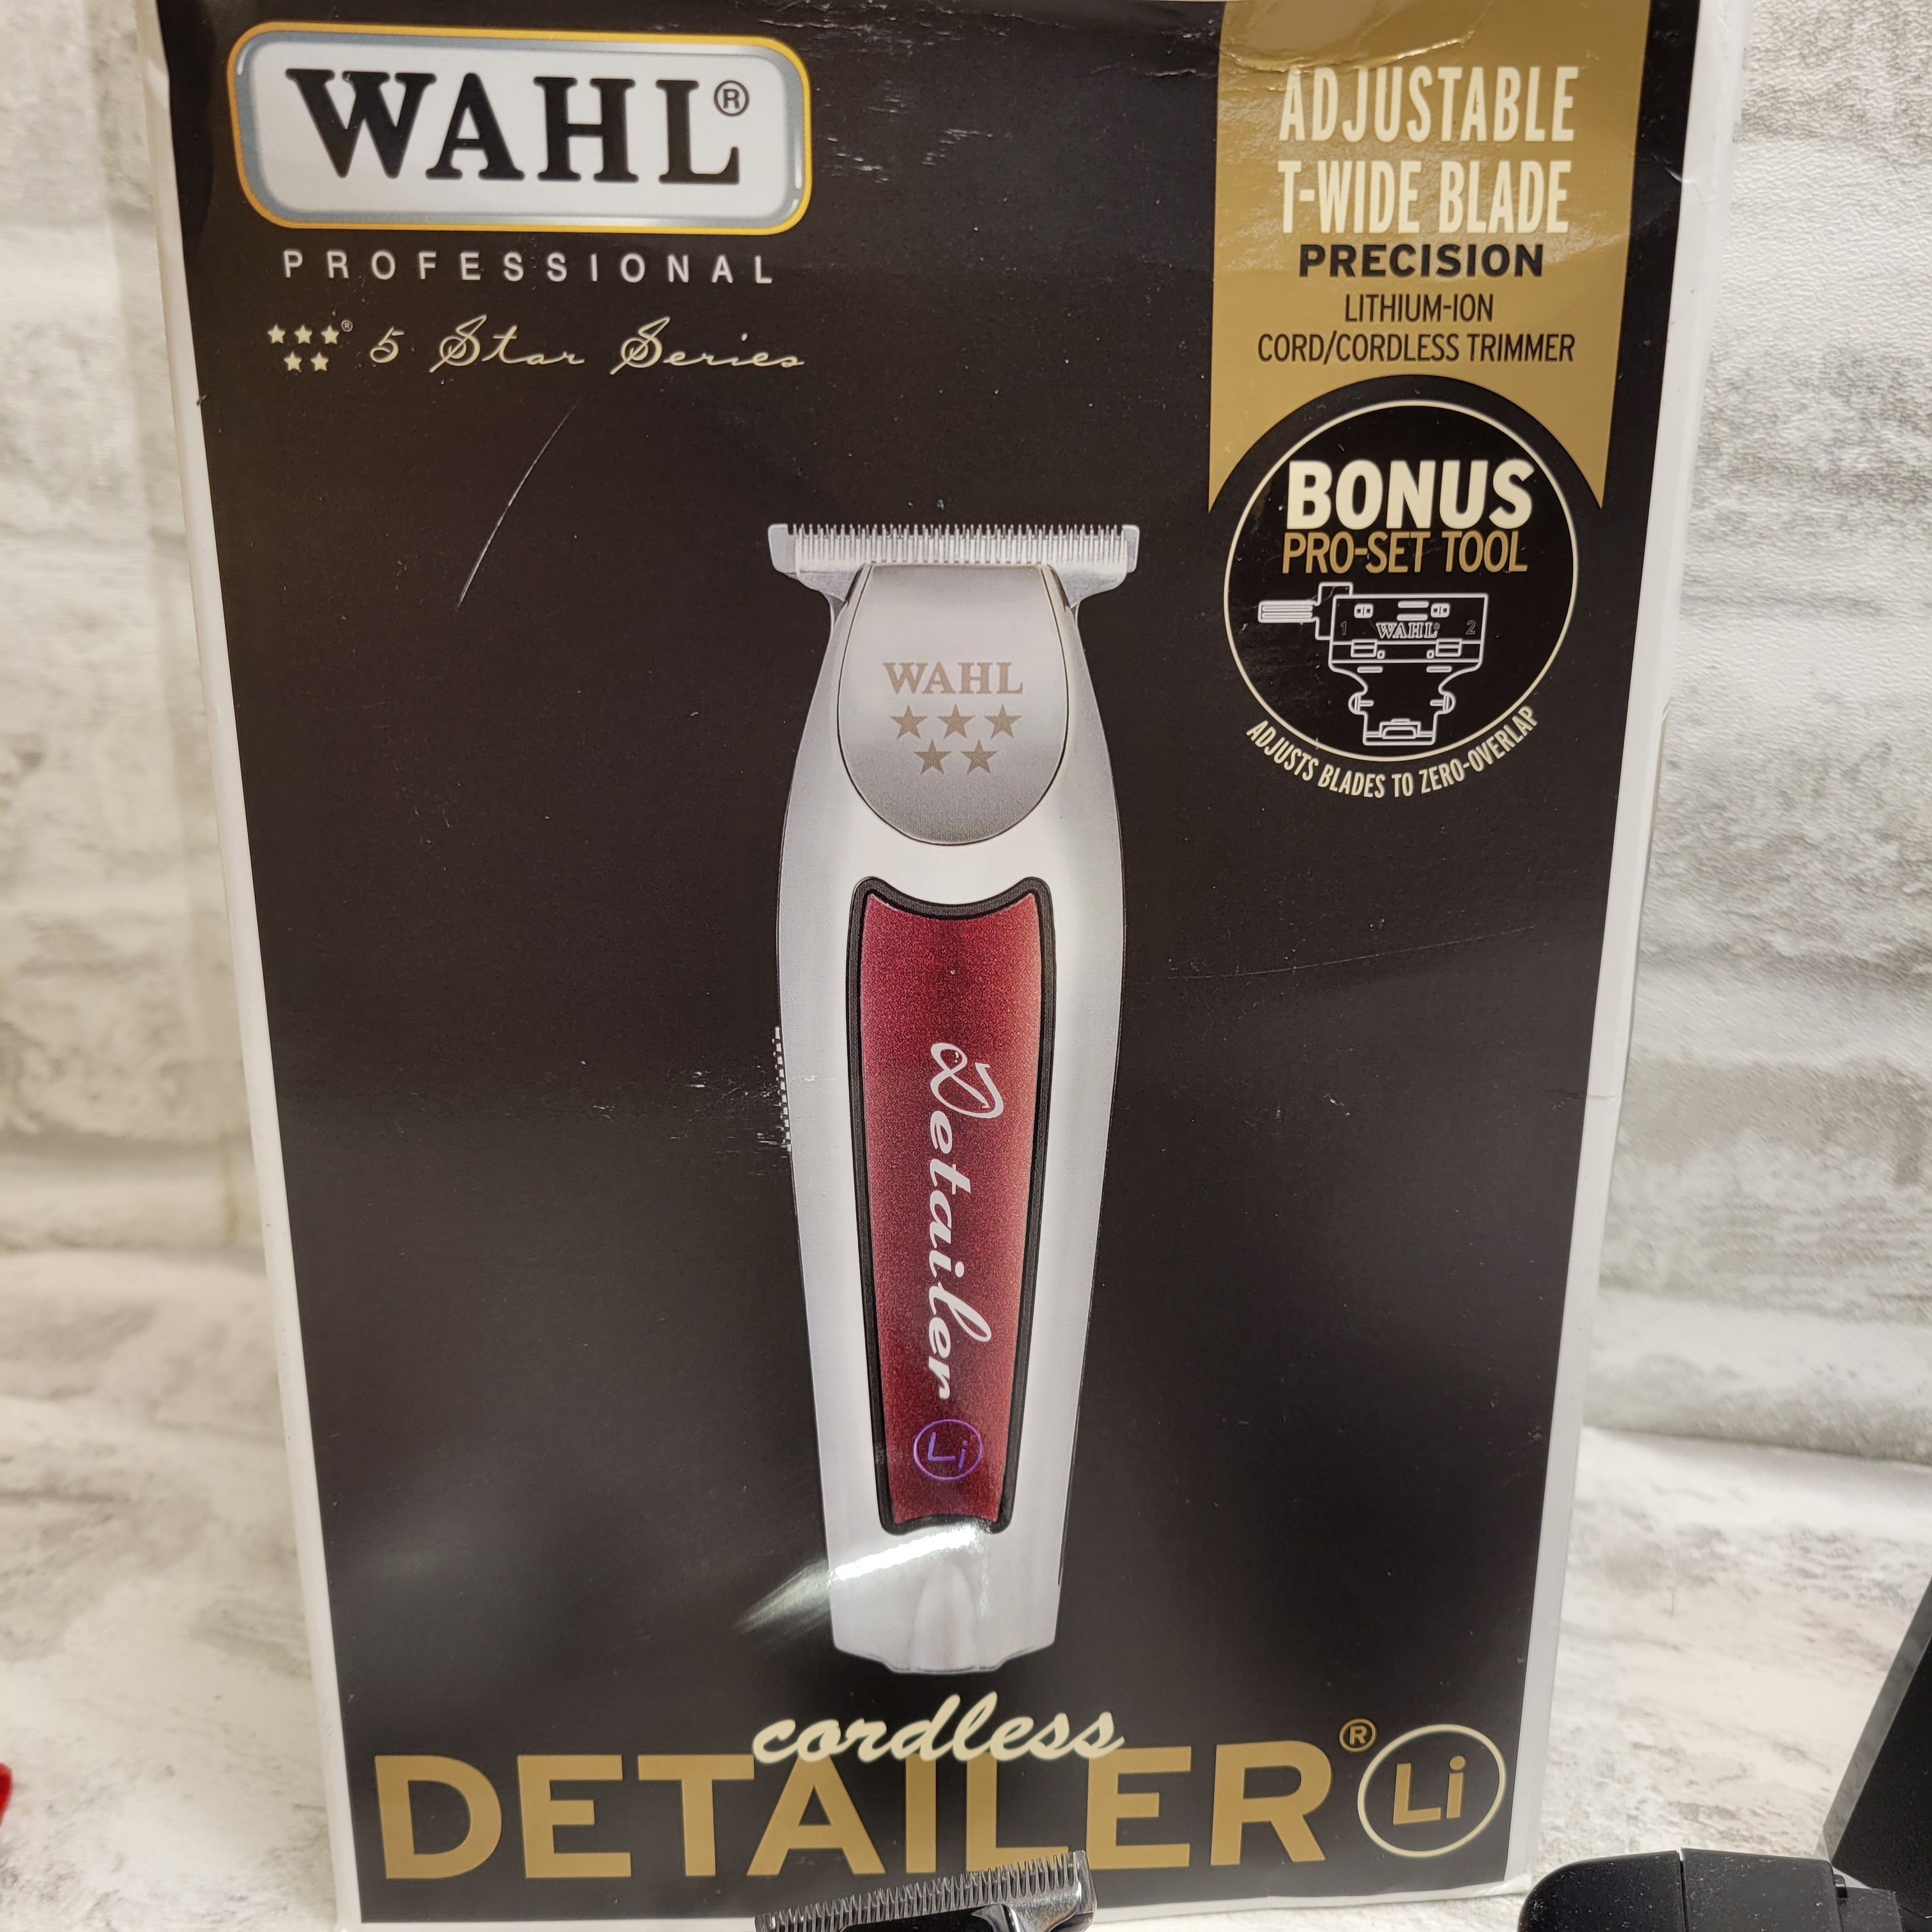 WAHL®
PROFESSIONAL
® 5 Star Series
ADJUSTABLE
T-WIDE BLADE
PRECISION
LITHIUM-ION
CORD/CORDLESS TRIMMER
BONUS
PRO-SET TOOL
1 WAHL® 2
ADJUSTS BLADES TO ZERO-OVERLAP
WAHL
Detailer
Li
cordless
DETAILER® Li